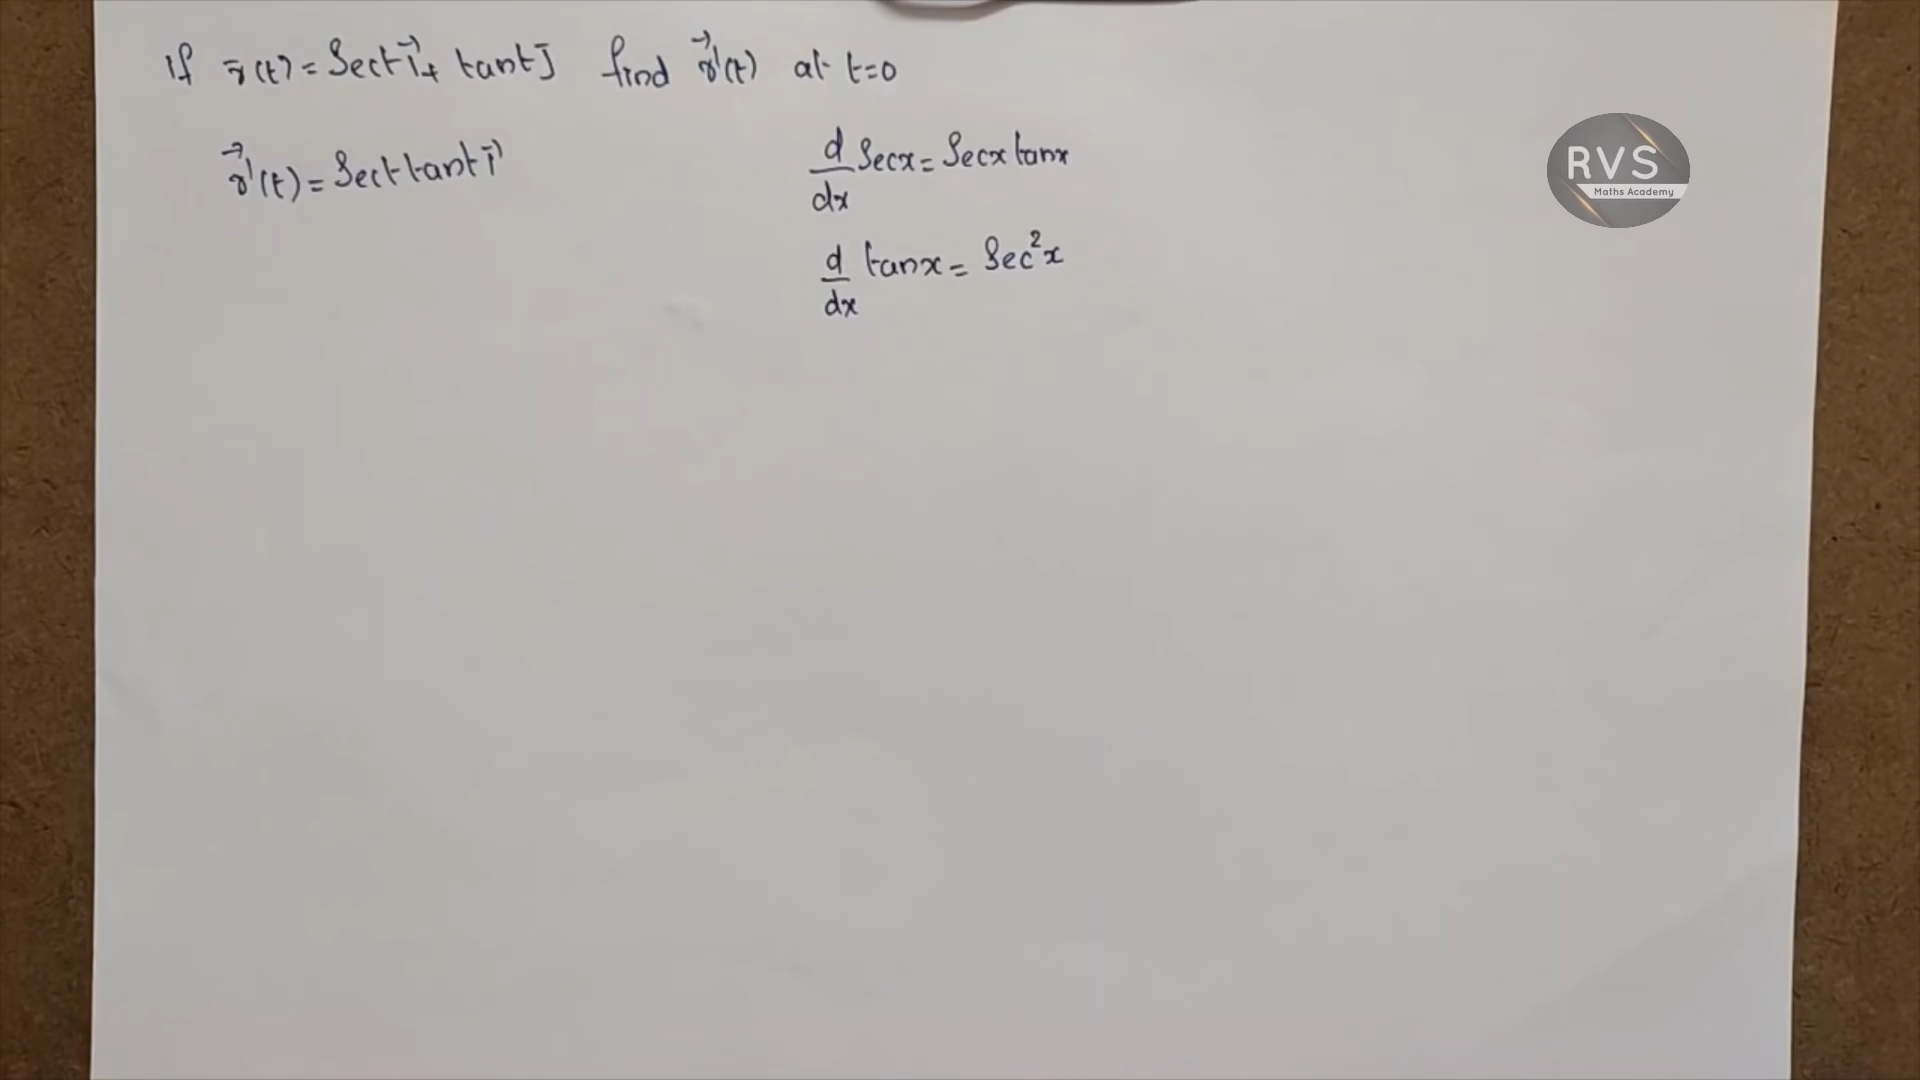 If r̄(t) = Sect i⃗ + tant j find r⃗'(t) at t=0
r⃗'(t) = Sect tant i⃗
d/dx Secx = Secx tanx
d/dx tanx = Sec²x
RVS
Maths Academy